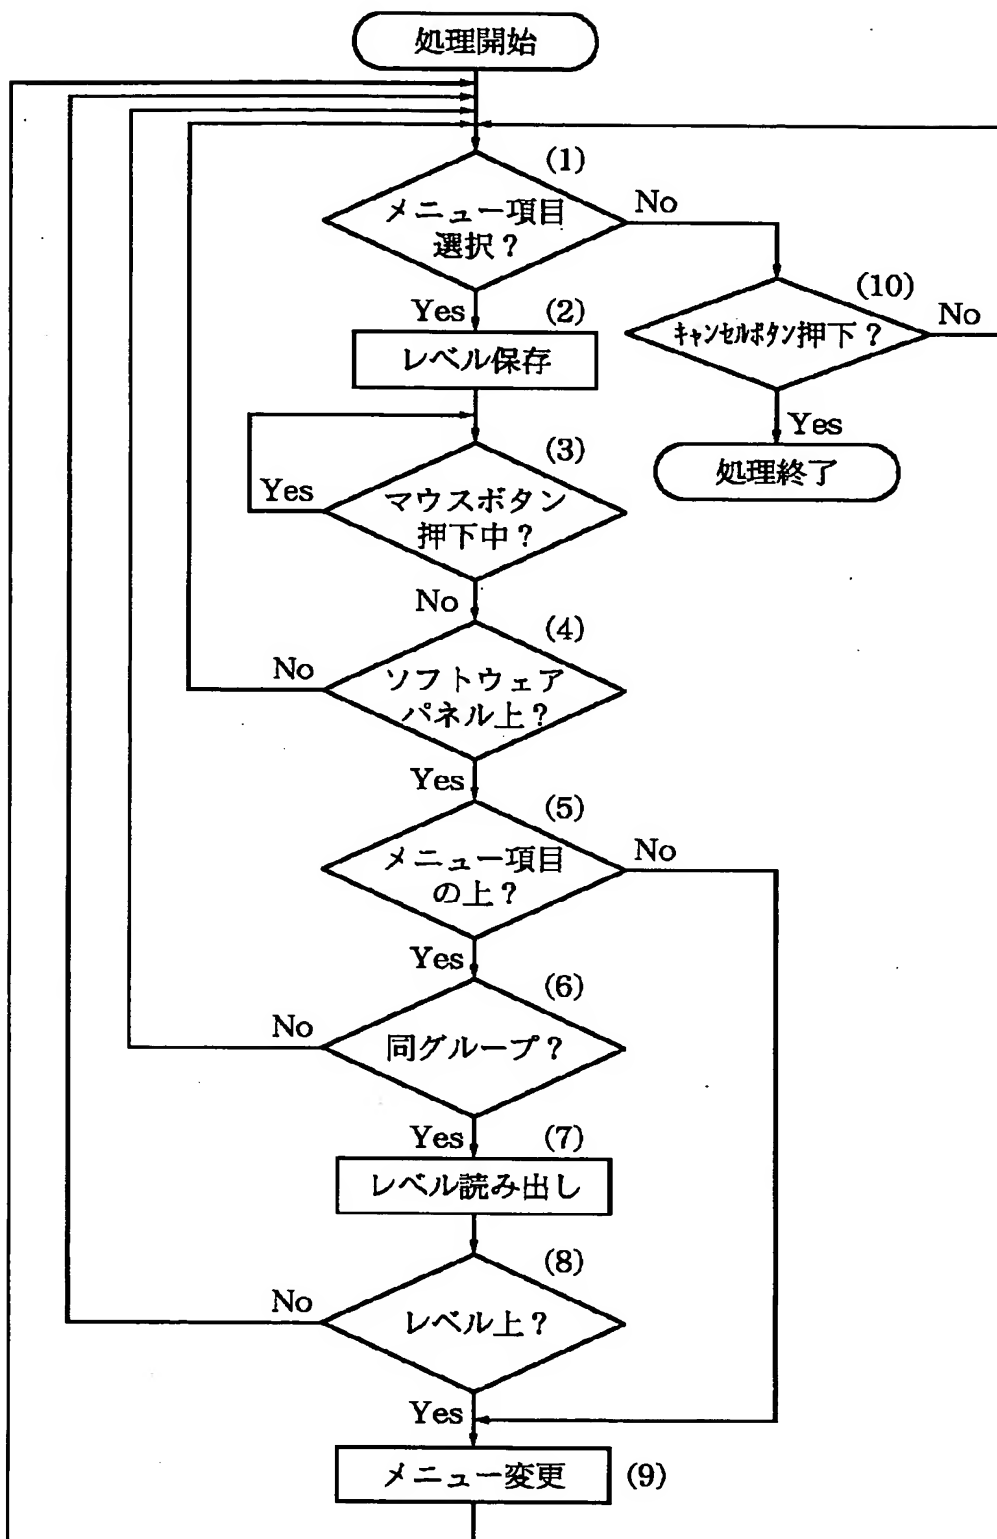 処理開始
(1)
メニュー項目
選択？
No
Yes
(2)
レベル保存
(10)
キャンセルボタン押下？
No
Yes
処理終了
(3)
マウスボタン
押下中？
Yes
No
(4)
ソフトウェア
パネル上？
No
Yes
(5)
メニュー項目
の上？
No
Yes
(6)
同グループ？
No
Yes
(7)
レベル読み出し
(8)
レベル上？
No
Yes
メニュー変更
(9)